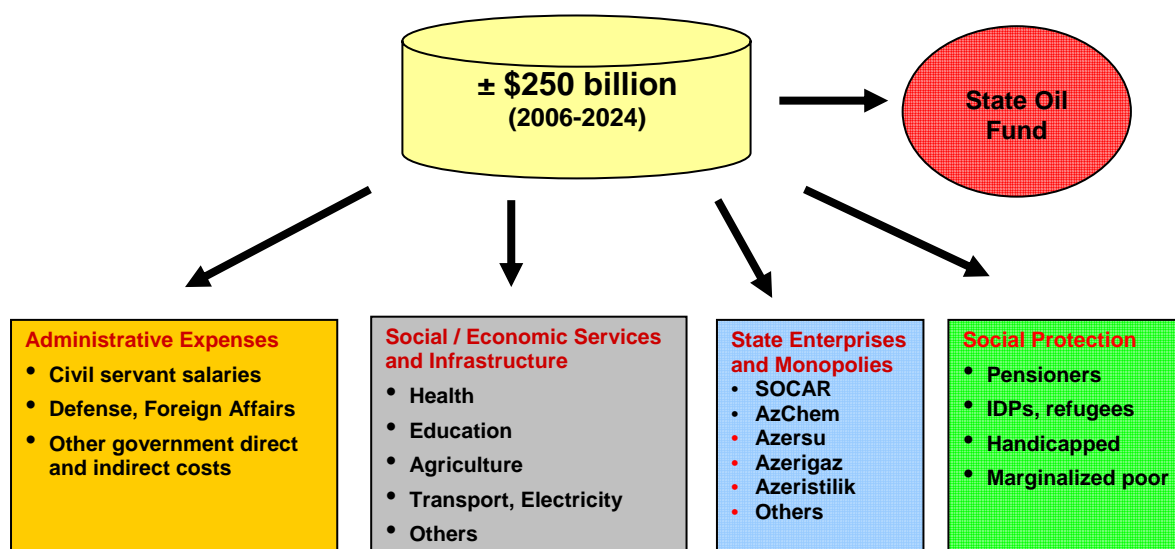 ± $250 billion
(2006-2024)
State Oil
Fund
Administrative Expenses
• Civil servant salaries
• Defense, Foreign Affairs
• Other government direct
and indirect costs
Social / Economic Services
and Infrastructure
• Health
• Education
• Agriculture
• Transport, Electricity
• Others
State Enterprises
and Monopolies
• SOCAR
• AzChem
• Azersu
• Azerigaz
• Azeristilik
• Others
Social Protection
• Pensioners
• IDPs, refugees
• Handicapped
• Marginalized poor